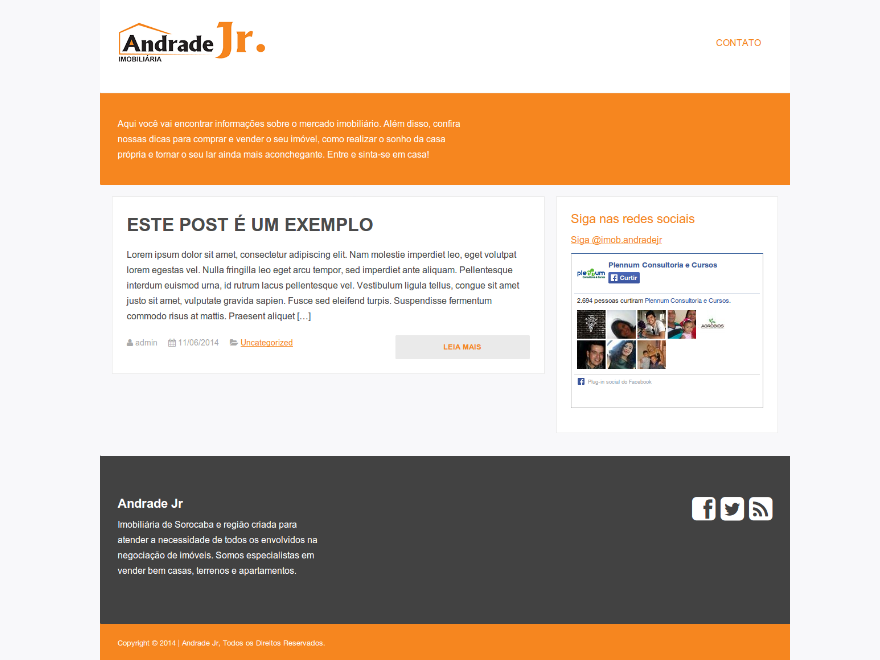 Andrade Jr.
IMOBILIÁRIA
CONTATO
Aqui você vai encontrar informações sobre o mercado imobiliário. Além disso, confira
nossas dicas para comprar e vender o seu imóvel, como realizar o sonho da casa
própria e tornar o seu lar ainda mais aconchegante. Entre e sinta-se em casa!
ESTE POST É UM EXEMPLO
Lorem ipsum dolor sit amet, consectetur adipiscing elit. Nam molestie imperdiet leo, eget volutpat
lorem egestas vel. Nulla fringilla leo eget arcu tempor, sed imperdiet ante aliquam. Pellentesque
interdum euismod urna, id rutrum lacus pellentesque vel. Vestibulum ligula tellus, congue sit amet
justo sit amet, vulputate gravida sapien. Fusce sed eleifend turpis. Suspendisse fermentum
commodo risus at mattis. Praesent aliquet […]
admin 11/06/2014 Uncategorized
LEIA MAIS
Siga nas redes sociais
Siga @imob.andradejr
plennum
Plennum Consultoria e Cursos
Curtir
2.694 pessoas curtiram Plennum Consultoria e Cursos.
AGROBIOS
Plug-in social do Facebook
Andrade Jr
Imobiliária de Sorocaba e região criada para
atender a necessidade de todos os envolvidos na
negociação de imóveis. Somos especialistas em
vender bem casas, terrenos e apartamentos.
Copyright © 2014 | Andrade Jr, Todos os Direitos Reservados.